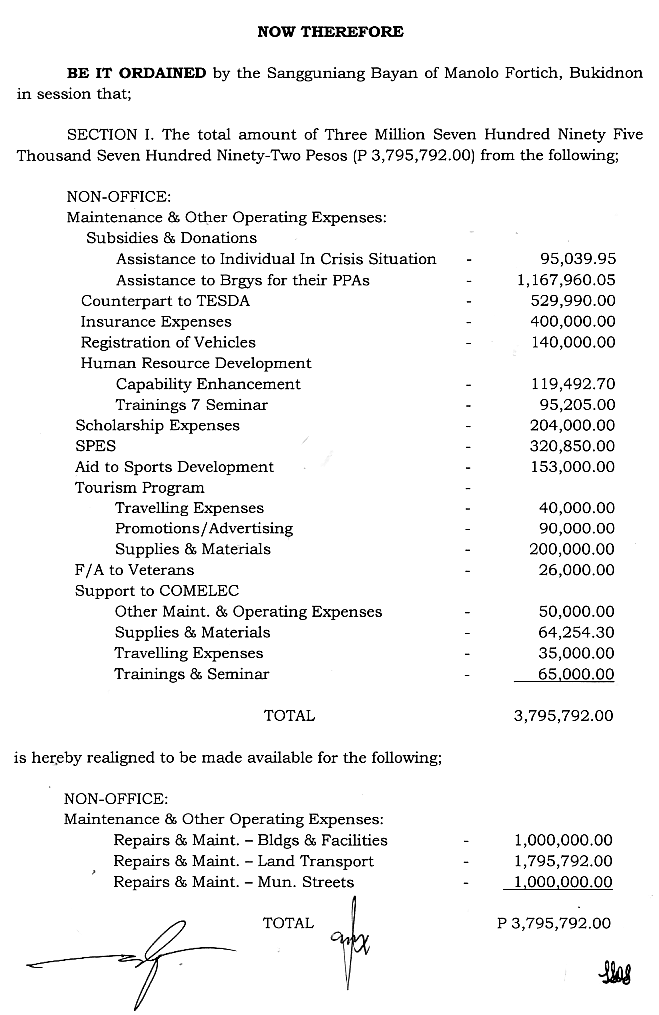 NOW THEREFORE
BE IT ORDAINED by the Sangguniang Bayan of Manolo Fortich, Bukidnon
in session that;
SECTION I. The total amount of Three Million Seven Hundred Ninety Five
Thousand Seven Hundred Ninety-Two Pesos (P 3,795,792.00) from the following;
NON-OFFICE:
Maintenance & Other Operating Expenses:
Subsidies & Donations
Assistance to Individual In Crisis Situation - 95,039.95
Assistance to Brgys for their PPAs - 1,167,960.05
Counterpart to TESDA - 529,990.00
Insurance Expenses - 400,000.00
Registration of Vehicles - 140,000.00
Human Resource Development
Capability Enhancement - 119,492.70
Trainings 7 Seminar - 95,205.00
Scholarship Expenses - 204,000.00
SPES - 320,850.00
Aid to Sports Development - 153,000.00
Tourism Program -
Travelling Expenses - 40,000.00
Promotions/Advertising - 90,000.00
Supplies & Materials - 200,000.00
F/A to Veterans - 26,000.00
Support to COMELEC
Other Maint. & Operating Expenses - 50,000.00
Supplies & Materials - 64,254.30
Travelling Expenses - 35,000.00
Trainings & Seminar - 65,000.00
TOTAL 3,795,792.00
is hereby realigned to be made available for the following;
NON-OFFICE:
Maintenance & Other Operating Expenses:
Repairs & Maint. – Bldgs & Facilities - 1,000,000.00
Repairs & Maint. – Land Transport - 1,795,792.00
Repairs & Maint. – Mun. Streets - 1,000,000.00
TOTAL P 3,795,792.00